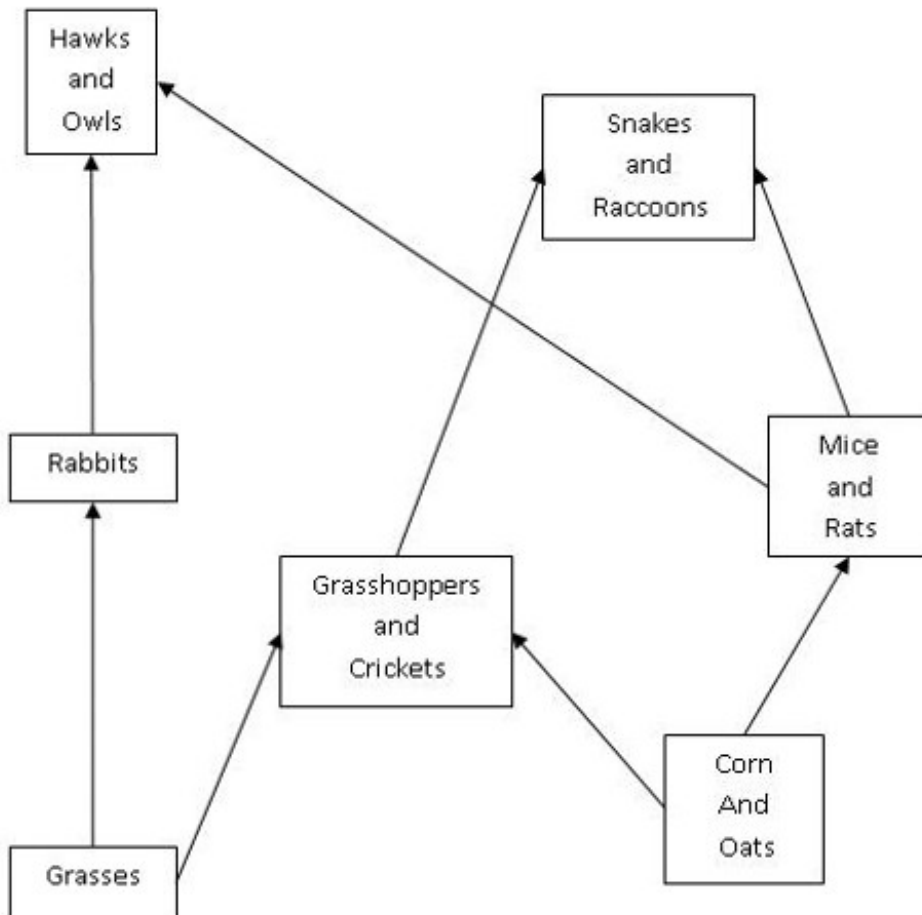 Hawks
and
Owls
Snakes
and
Raccoons
Rabbits
Mice
and
Rats
Grasshoppers
and
Crickets
Corn
And
Oats
Grasses